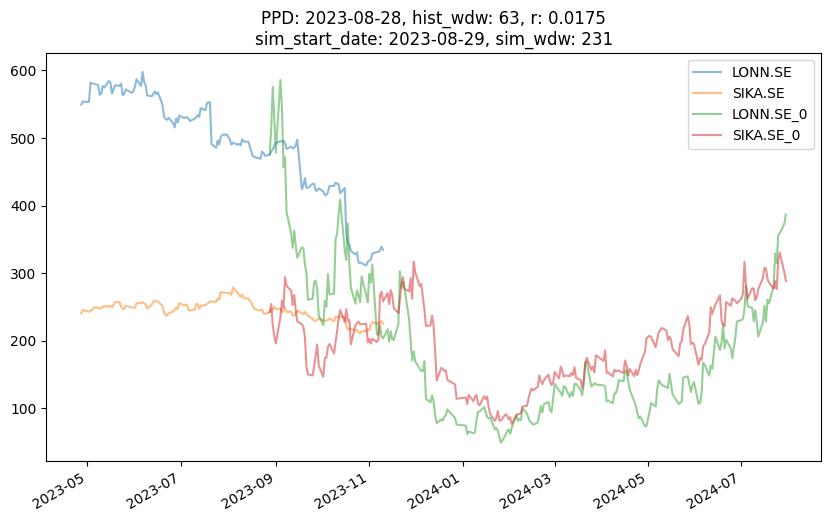 PPD: 2023-08-28, hist_wdw: 63, r: 0.0175
sim_start_date: 2023-08-29, sim_wdw: 231
600
500
400
300
200
100
LONN.SE
SIKA.SE
LONN.SE_0
SIKA.SE_0
2023-05
2023-07
2023-09
2023-11
2024-01
2024-03
2024-05
2024-07